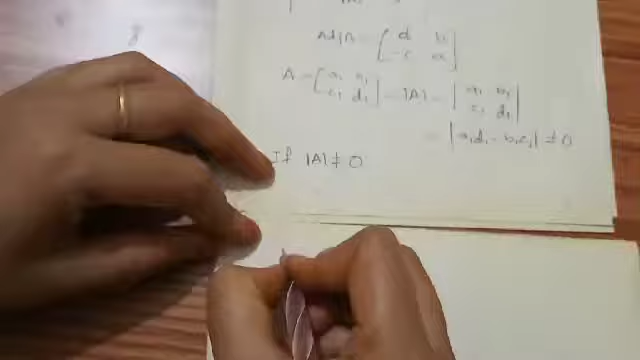 Adj A = [ d b
-c a ]
A = [ a₁ b₁
c₁ d₁ ] = |A| = | a₁ b₁
c₁ d₁ |
= |a₁d₁ - b₁c₁| ≠ 0
If |A| ≠ 0